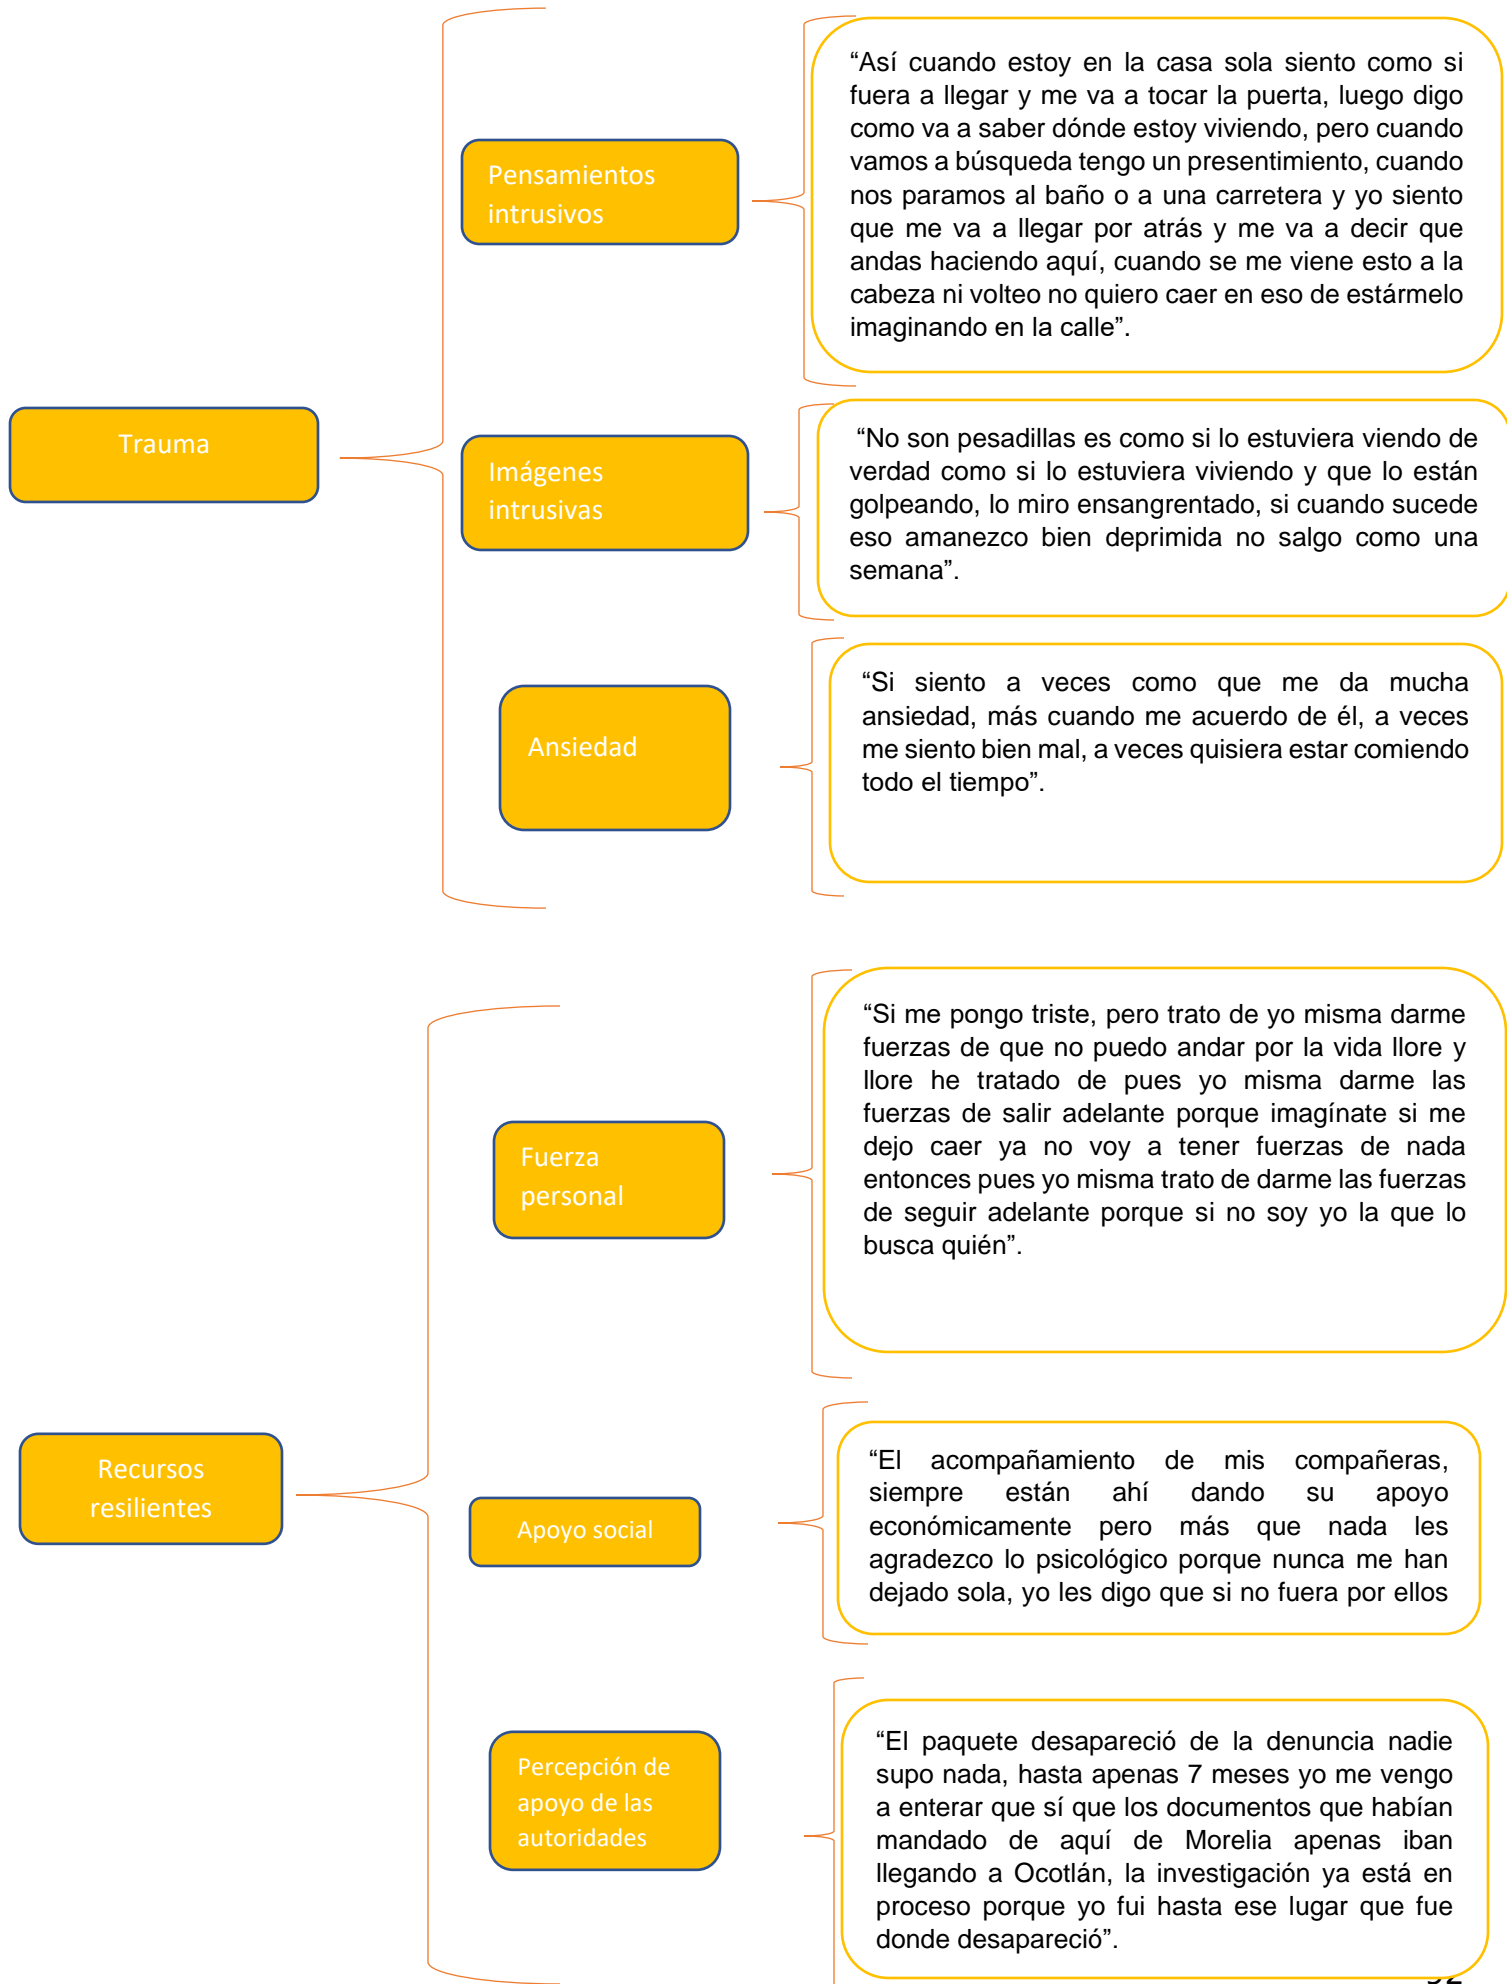 Trauma
Pensamientos
intrusivos
“Así cuando estoy en la casa sola siento como si
fuera a llegar y me va a tocar la puerta, luego digo
como va a saber dónde estoy viviendo, pero cuando
vamos a búsqueda tengo un presentimiento, cuando
nos paramos al baño o a una carretera y yo siento
que me va a llegar por atrás y me va a decir que
andas haciendo aquí, cuando se me viene esto a la
cabeza ni volteo no quiero caer en eso de estármelo
imaginando en la calle”.
Imágenes
intrusivas
“No son pesadillas es como si lo estuviera viendo de
verdad como si lo estuviera viviendo y que lo están
golpeando, lo miro ensangrentado, si cuando sucede
eso amanezco bien deprimida no salgo como una
semana”.
Ansiedad
“Si siento a veces como que me da mucha
ansiedad, más cuando me acuerdo de él, a veces
me siento bien mal, a veces quisiera estar comiendo
todo el tiempo”.
Recursos
resilientes
Fuerza
personal
“Si me pongo triste, pero trato de yo misma darme
fuerzas de que no puedo andar por la vida llore y
llore he tratado de pues yo misma darme las
fuerzas de salir adelante porque imagínate si me
dejo caer ya no voy a tener fuerzas de nada
entonces pues yo misma trato de darme las fuerzas
de seguir adelante porque si no soy yo la que lo
busca quién”.
Apoyo social
“El acompañamiento de mis compañeras,
siempre están ahí dando su apoyo
económicamente pero más que nada les
agradezco lo psicológico porque nunca me han
dejado sola, yo les digo que si no fuera por ellos
Percepción de
apoyo de las
autoridades
“El paquete desapareció de la denuncia nadie
supo nada, hasta apenas 7 meses yo me vengo
a enterar que sí que los documentos que habían
mandado de aquí de Morelia apenas iban
llegando a Ocotlán, la investigación ya está en
proceso porque yo fui hasta ese lugar que fue
donde desapareció”.